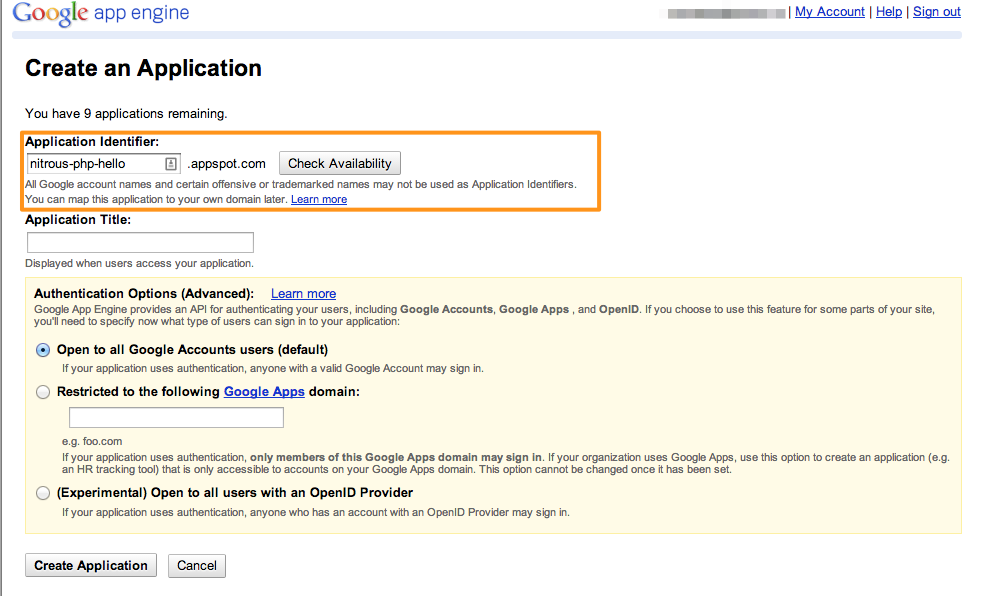 Google app engine
| My Account | Help | Sign out
Create an Application
You have 9 applications remaining.
Application Identifier:
nitrous-php-hello .appspot.com Check Availability
All Google account names and certain offensive or trademarked names may not be used as Application Identifiers.
You can map this application to your own domain later. Learn more
Application Title:
Displayed when users access your application.
Authentication Options (Advanced): Learn more
Google App Engine provides an API for authenticating your users, including Google Accounts, Google Apps , and OpenID. If you choose to use this feature for some parts of your site,
you'll need to specify now what type of users can sign in to your application:
Open to all Google Accounts users (default)
If your application uses authentication, anyone with a valid Google Account may sign in.
Restricted to the following Google Apps domain:
e.g. foo.com
If your application uses authentication, only members of this Google Apps domain may sign in. If your organization uses Google Apps, use this option to create an application (e.g.
an HR tracking tool) that is only accessible to accounts on your Google Apps domain. This option cannot be changed once it has been set.
(Experimental) Open to all users with an OpenID Provider
If your application uses authentication, anyone who has an account with an OpenID Provider may sign in.
Create Application Cancel